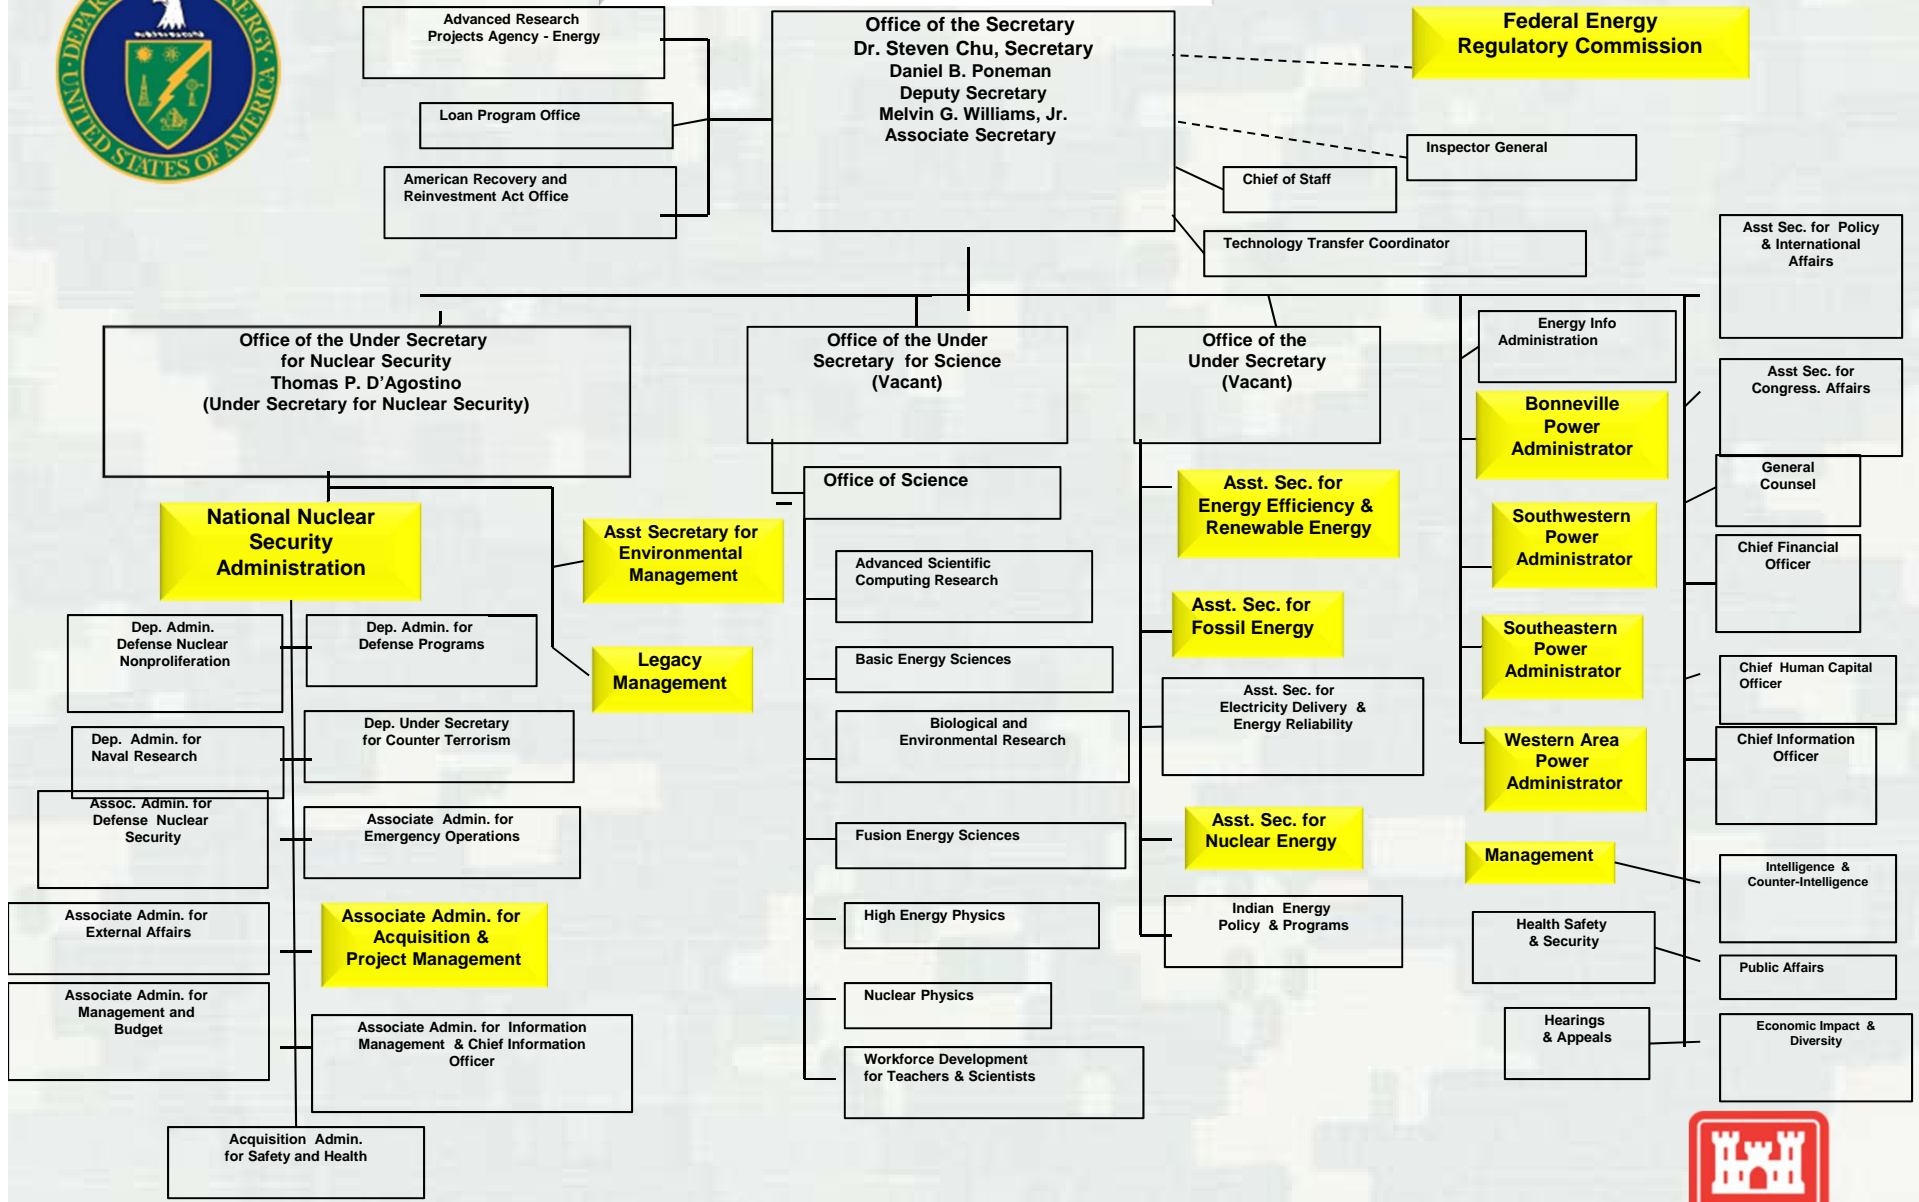 DEPAR
ENERGY
UNITED STATES OF AMERICA
Advanced Research
Projects Agency - Energy
Loan Program Office
American Recovery and
Reinvestment Act Office
Office of the Secretary
Dr. Steven Chu, Secretary
Daniel B. Poneman
Deputy Secretary
Melvin G. Williams, Jr.
Associate Secretary
Federal Energy
Regulatory Commission
Inspector General
Chief of Staff
Technology Transfer Coordinator
Office of the Under Secretary
for Nuclear Security
Thomas P. D’Agostino
(Under Secretary for Nuclear Security)
National Nuclear
Security
Administration
Asst Secretary for
Environmental
Management
Legacy
Management
Dep. Admin.
Defense Nuclear
Nonproliferation
Dep. Admin. for
Defense Programs
Dep. Admin. for
Naval Research
Dep. Under Secretary
for Counter Terrorism
Assoc. Admin. for
Defense Nuclear
Security
Associate Admin. for
Emergency Operations
Associate Admin. for
External Affairs
Associate Admin. for
Acquisition &
Project Management
Associate Admin. for
Management and
Budget
Associate Admin. for Information
Management & Chief Information
Officer
Acquisition Admin.
for Safety and Health
Office of the Under
Secretary for Science
(Vacant)
Office of Science
Advanced Scientific
Computing Research
Basic Energy Sciences
Biological and
Environmental Research
Fusion Energy Sciences
High Energy Physics
Nuclear Physics
Workforce Development
for Teachers & Scientists
Office of the
Under Secretary
(Vacant)
Asst. Sec. for
Energy Efficiency &
Renewable Energy
Asst. Sec. for
Fossil Energy
Asst. Sec. for
Electricity Delivery &
Energy Reliability
Asst. Sec. for
Nuclear Energy
Indian Energy
Policy & Programs
Energy Info
Administration
Bonneville
Power
Administrator
Southwestern
Power
Administrator
Southeastern
Power
Administrator
Western Area
Power
Administrator
Management
Health Safety
& Security
Hearings
& Appeals
Asst Sec. for Policy
& International
Affairs
Asst Sec. for
Congress. Affairs
General
Counsel
Chief Financial
Officer
Chief Human Capital
Officer
Chief Information
Officer
Intelligence &
Counter-Intelligence
Public Affairs
Economic Impact &
Diversity